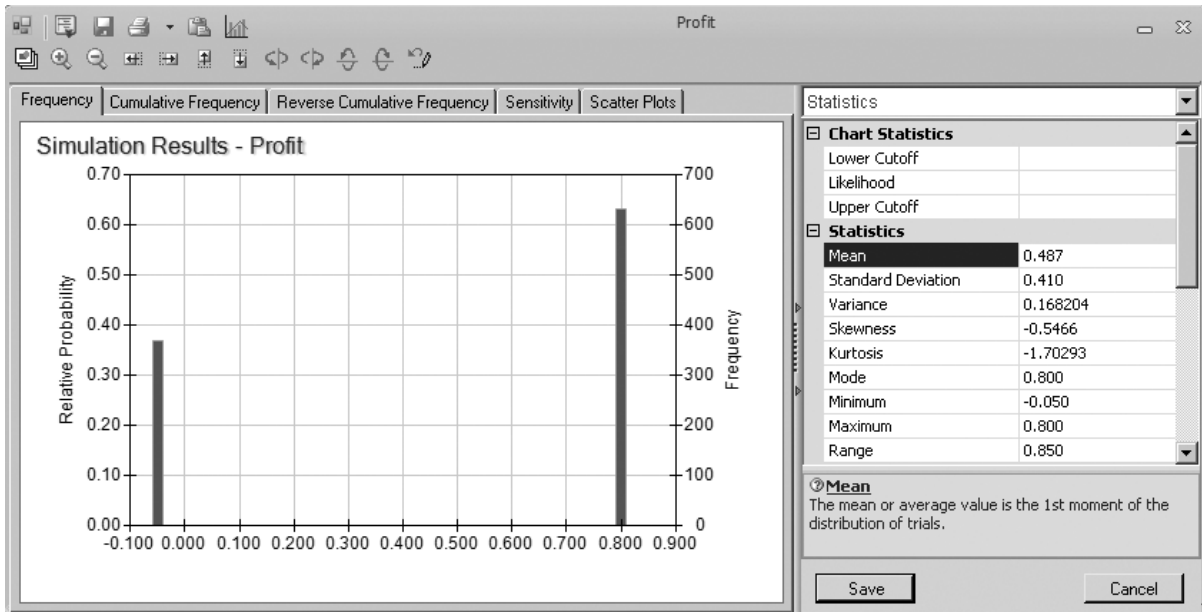 Profit
Frequency Cumulative Frequency Reverse Cumulative Frequency Sensitivity Scatter Plots
Simulation Results - Profit
Relative Probability
0.70
0.60
0.50
0.40
0.30
0.20
0.10
0.00
-0.100 0.000 0.100 0.200 0.300 0.400 0.500 0.600 0.700 0.800 0.900
700
600
500
400
300
200
100
0
Frequency
Statistics
Chart Statistics
Lower Cutoff
Likelihood
Upper Cutoff
Statistics
Mean 0.487
Standard Deviation 0.410
Variance 0.168204
Skewness -0.5466
Kurtosis -1.70293
Mode 0.800
Minimum -0.050
Maximum 0.800
Range 0.850
Mean
The mean or average value is the 1st moment of the
distribution of trials.
Save Cancel